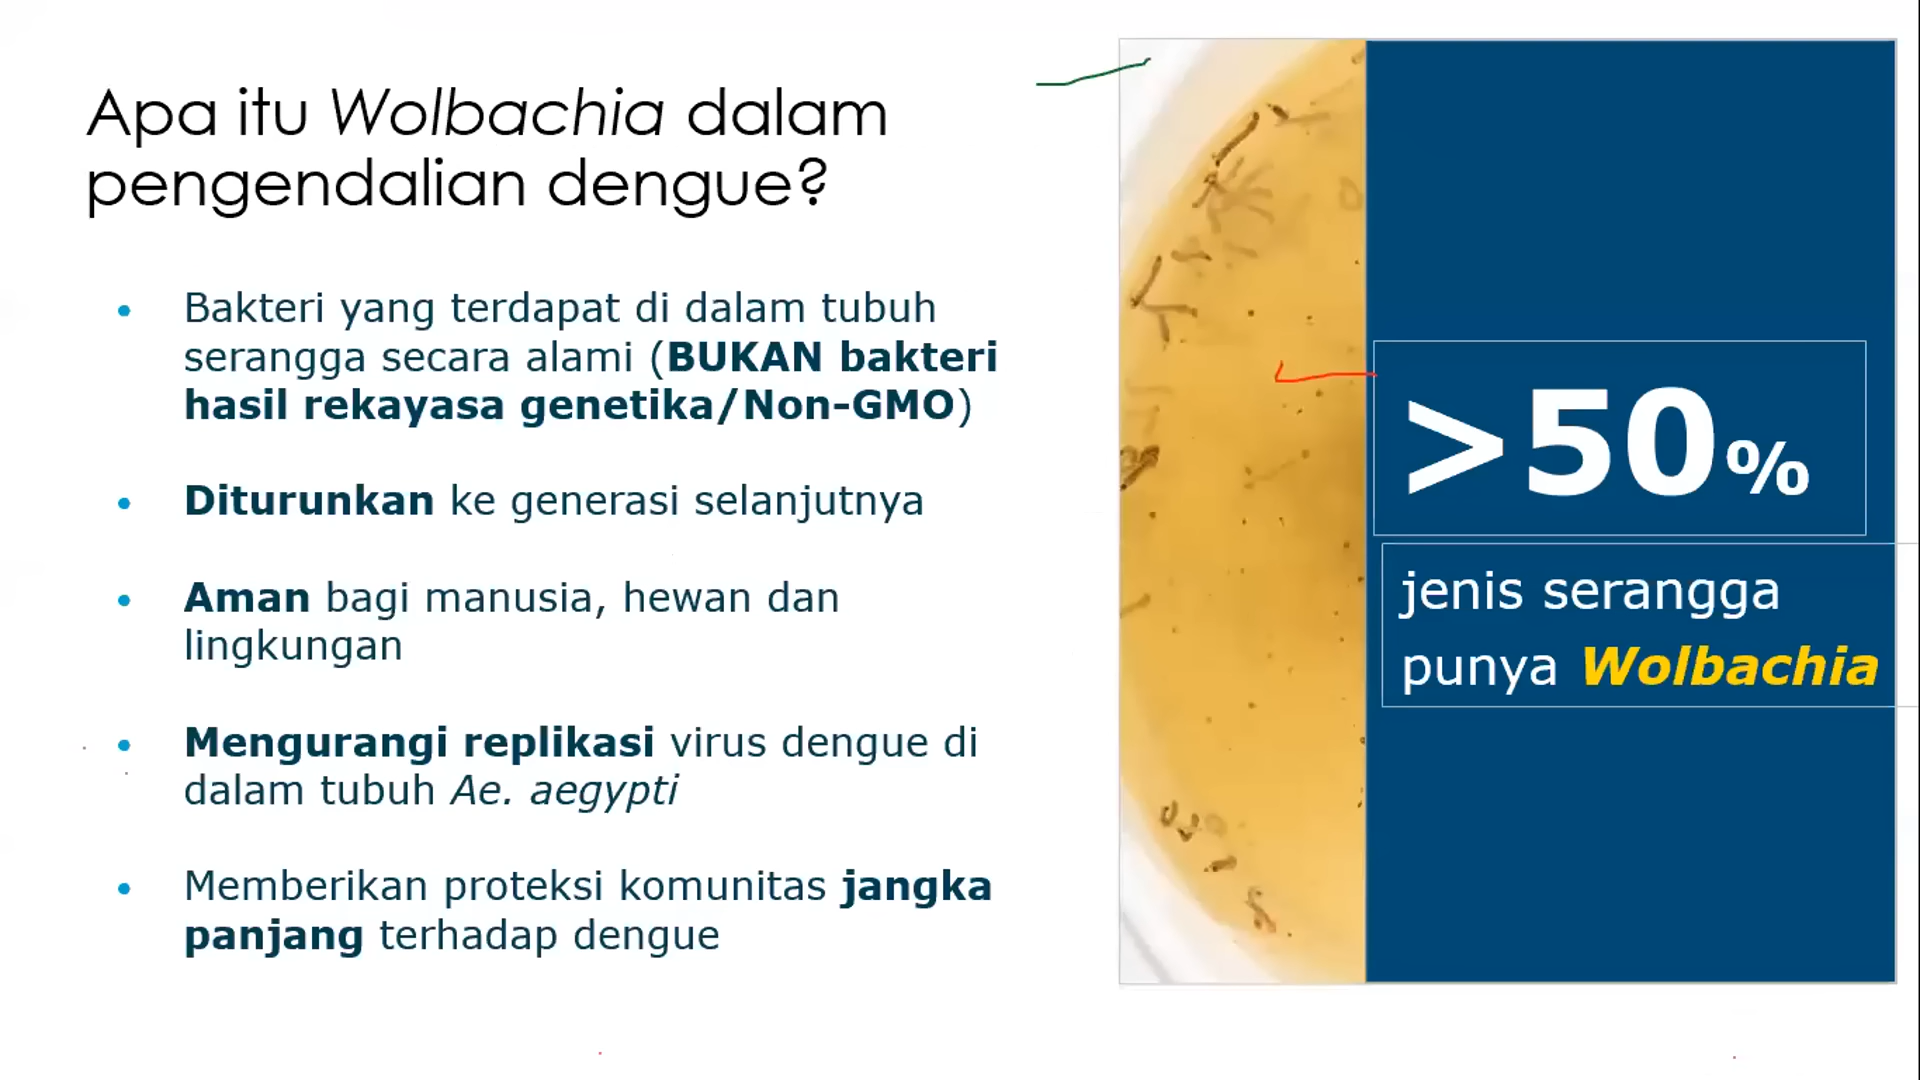 Apa itu Wolbachia dalam
pengendalian dengue?
• Bakteri yang terdapat di dalam tubuh
serangga secara alami (BUKAN bakteri
hasil rekayasa genetika/Non-GMO)
• Diturunkan ke generasi selanjutnya
• Aman bagi manusia, hewan dan
lingkungan
• Mengurangi replikasi virus dengue di
dalam tubuh Ae. aegypti
• Memberikan proteksi komunitas jangka
panjang terhadap dengue
>50%
jenis serangga
punya Wolbachia